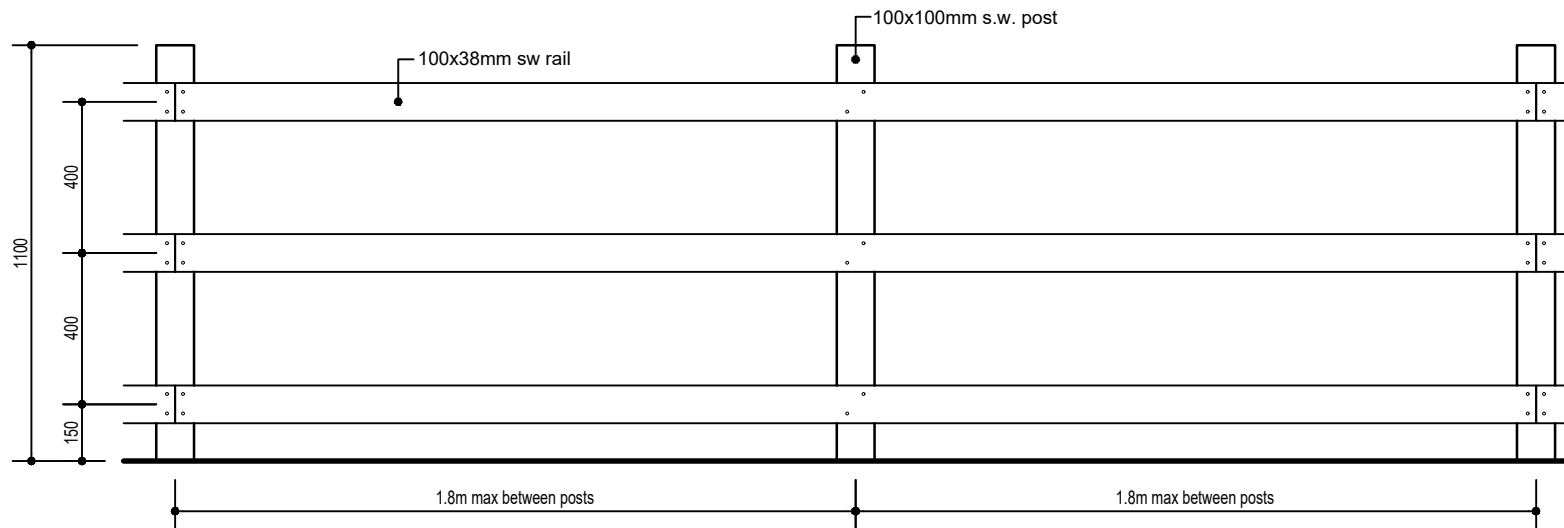 100x100mm s.w. post
100x38mm sw rail
400
1100
400
150
1.8m max between posts
1.8m max between posts